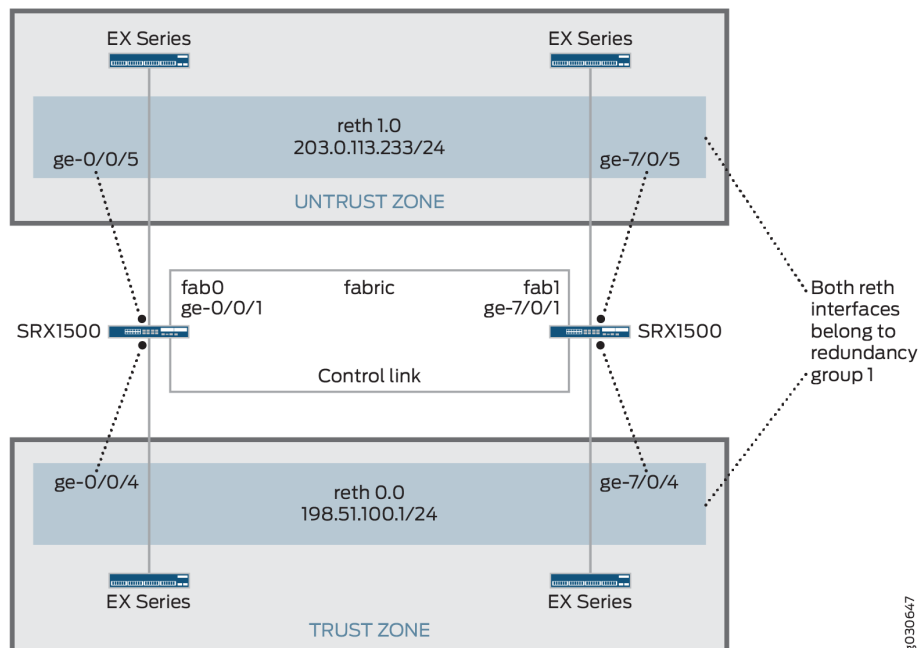 EX Series
EX Series
reth 1.0
203.0.113.233/24
ge-0/0/5
ge-7/0/5
UNTRUST ZONE
fab0
ge-0/0/1
fabric
fab1
ge-7/0/1
SRX1500
SRX1500
Control link
Both reth
interfaces
belong to
redundancy
group 1
ge-0/0/4
ge-7/0/4
reth 0.0
198.51.100.1/24
EX Series
EX Series
TRUST ZONE
g030647